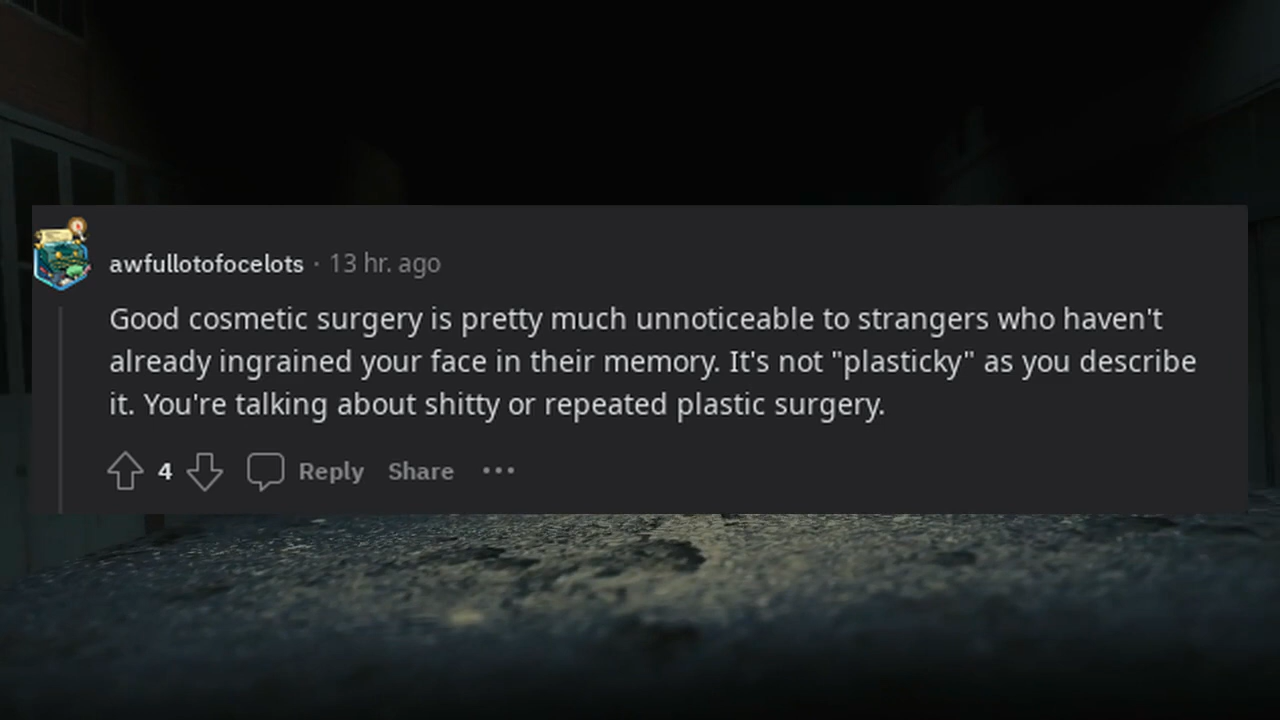 awfullotofocelots · 13 hr. ago
Good cosmetic surgery is pretty much unnoticeable to strangers who haven't
already ingrained your face in their memory. It's not "plasticky" as you describe
it. You're talking about shitty or repeated plastic surgery.
4 Reply Share ···